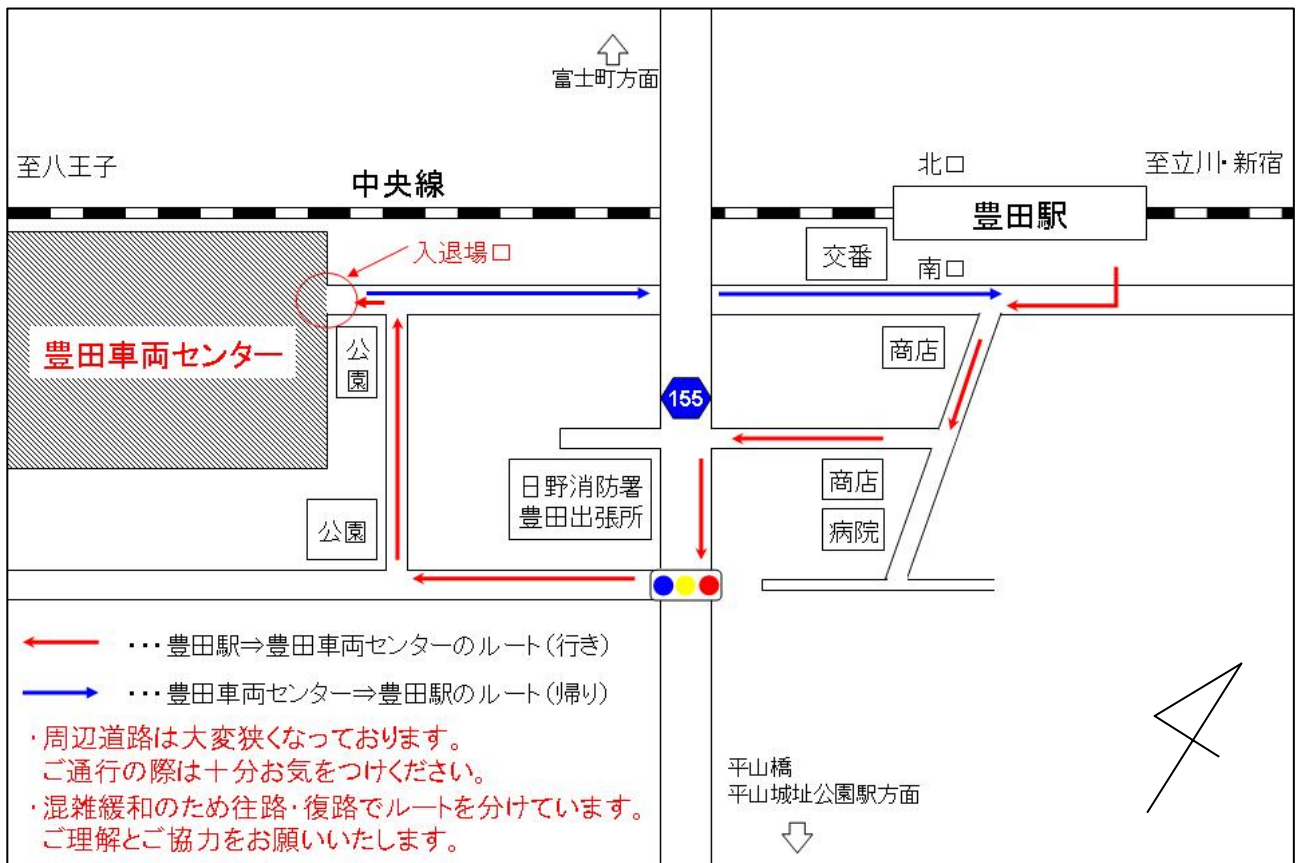 富士町方面
至八王子
中央線
北口
至立川・新宿
豊田駅
入退場口
交番
南口
豊田車両センター
公
園
商店
155
日野消防署
豊田出張所
商店
公園
病院
・・・豊田駅⇒豊田車両センターのルート(行き)
・・・豊田車両センター⇒豊田駅のルート(帰り)
・周辺道路は大変狭くなっております。
ご通行の際は十分お気をつけください。
・混雑緩和のため往路・復路でルートを分けています。
ご理解とご協力をお願いいたします。
平山橋
平山城址公園駅方面